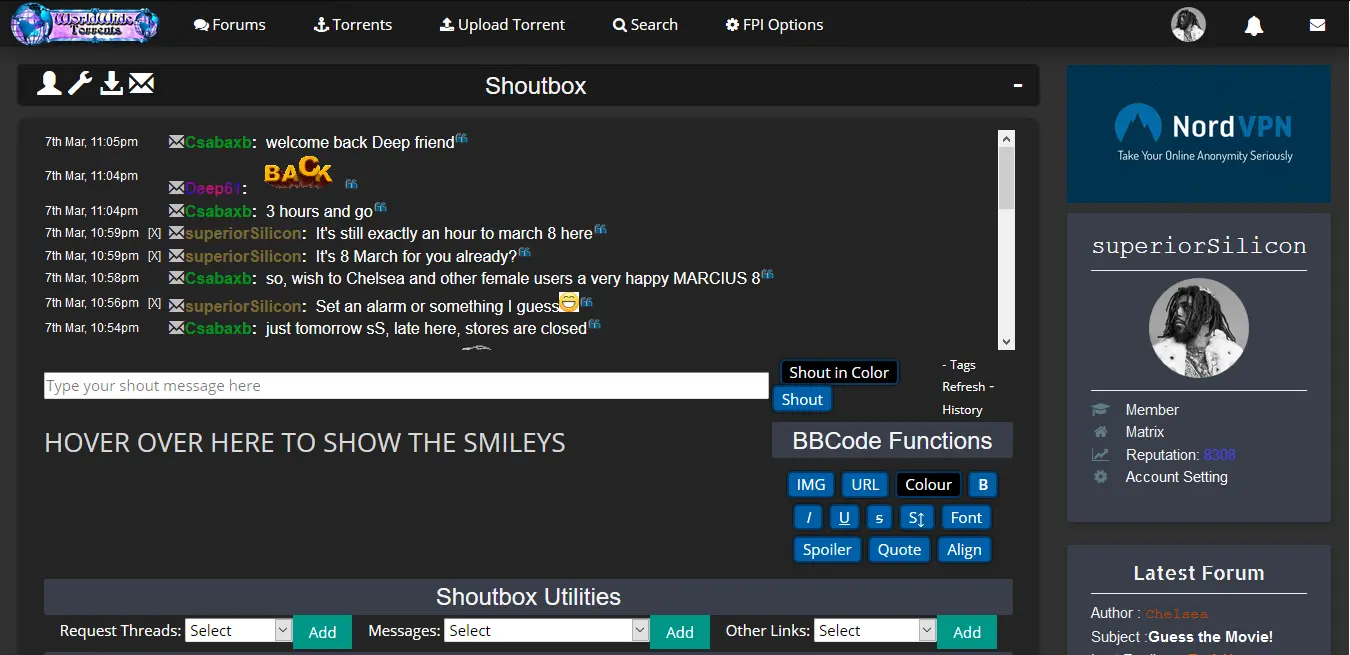 WorldWide
Torrents
Forums
Torrents
Upload Torrent
Search
FPI Options
Shoutbox
-
7th Mar, 11:05pm Csabaxb: welcome back Deep friend
7th Mar, 11:04pm Deep61: BACK
7th Mar, 11:04pm Csabaxb: 3 hours and go
7th Mar, 10:59pm [X] superiorSilicon: It's still exactly an hour to march 8 here
7th Mar, 10:59pm [X] superiorSilicon: It's 8 March for you already?
7th Mar, 10:58pm Csabaxb: so, wish to Chelsea and other female users a very happy MARCIUS 8
7th Mar, 10:56pm [X] superiorSilicon: Set an alarm or something I guess
7th Mar, 10:54pm Csabaxb: just tomorrow sS, late here, stores are closed
Type your shout message here
Shout in Color
Shout
- Tags
Refresh -
History
HOVER OVER HERE TO SHOW THE SMILEYS
BBCode Functions
IMG URL Colour B
I U s S↕ Font
Spoiler Quote Align
Shoutbox Utilities
Request Threads: Select Add Messages: Select Add Other Links: Select Add
NordVPN
Take Your Online Anonymity Seriously
superiorSilicon
Member
Matrix
Reputation: 8308
Account Setting
Latest Forum
Author : Chelsea
Subject :Guess the Movie!